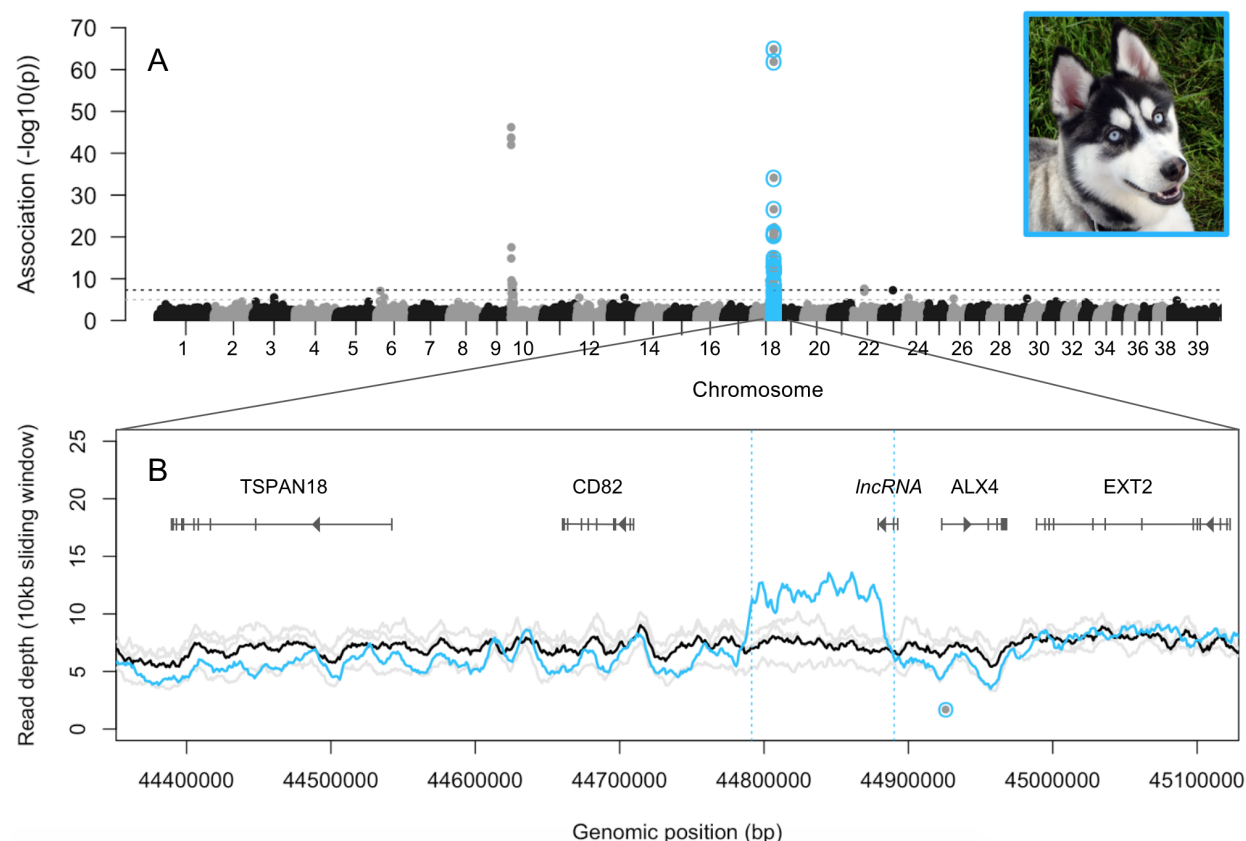 A
70
60
50
40
30
20
10
0
Association (-log10(p))
1 2 3 4 5 6 7 8 9 10 12 14 16 18 20 22 24 26 28 30 32 34 36 38 39
Chromosome
B
25
20
15
10
5
0
Read depth (10kb sliding window)
TSPAN18 CD82 lncRNA ALX4 EXT2
44400000 44500000 44600000 44700000 44800000 44900000 45000000 45100000
Genomic position (bp)